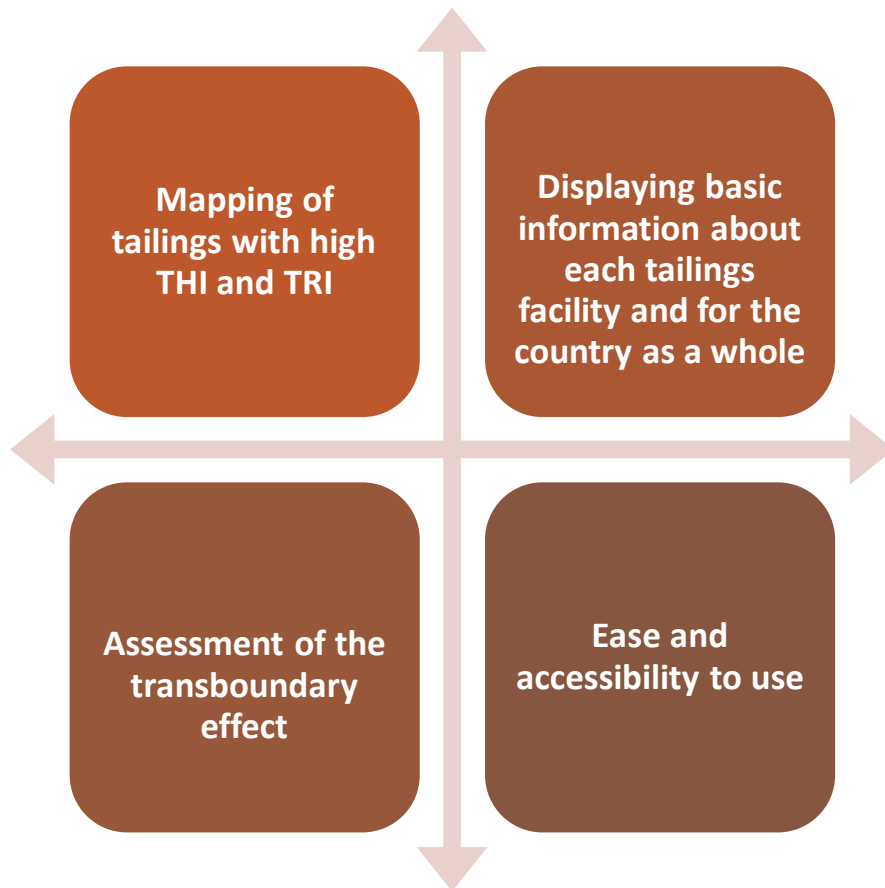 Mapping of
tailings with high
THI and TRI
Displaying basic
information about
each tailings
facility and for the
country as a whole
Assessment of the
transboundary
effect
Ease and
accessibility to use